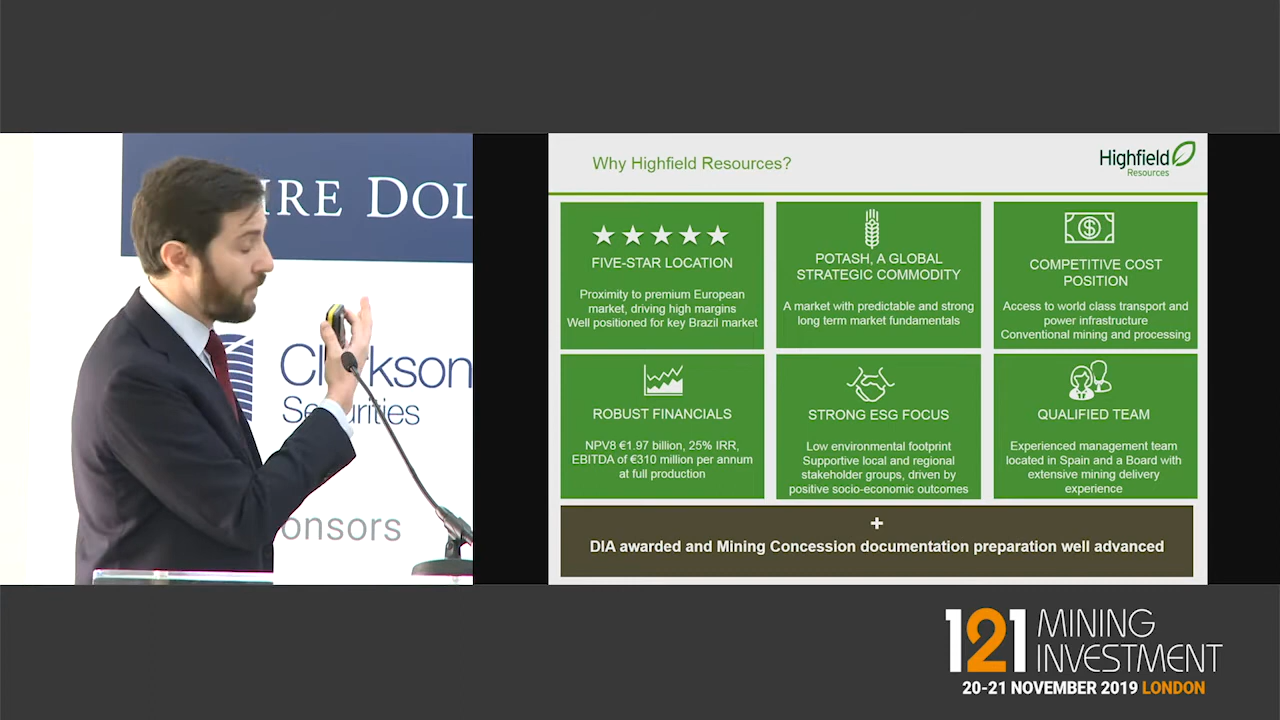 IRE DOL
Clarkson
Securities
onsors
Why Highfield Resources?
Highfield
Resources
FIVE-STAR LOCATION
Proximity to premium European
market, driving high margins
Well positioned for key Brazil market
POTASH, A GLOBAL
STRATEGIC COMMODITY
A market with predictable and strong
long term market fundamentals
COMPETITIVE COST
POSITION
Access to world class transport and
power infrastructure
Conventional mining and processing
ROBUST FINANCIALS
NPV8 €1.97 billion, 25% IRR,
EBITDA of €310 million per annum
at full production
STRONG ESG FOCUS
Low environmental footprint
Supportive local and regional
stakeholder groups, driven by
positive socio-economic outcomes
QUALIFIED TEAM
Experienced management team
located in Spain and a Board with
extensive mining delivery
experience
+
DIA awarded and Mining Concession documentation preparation well advanced
121 MINING
INVESTMENT
20-21 NOVEMBER 2019 LONDON